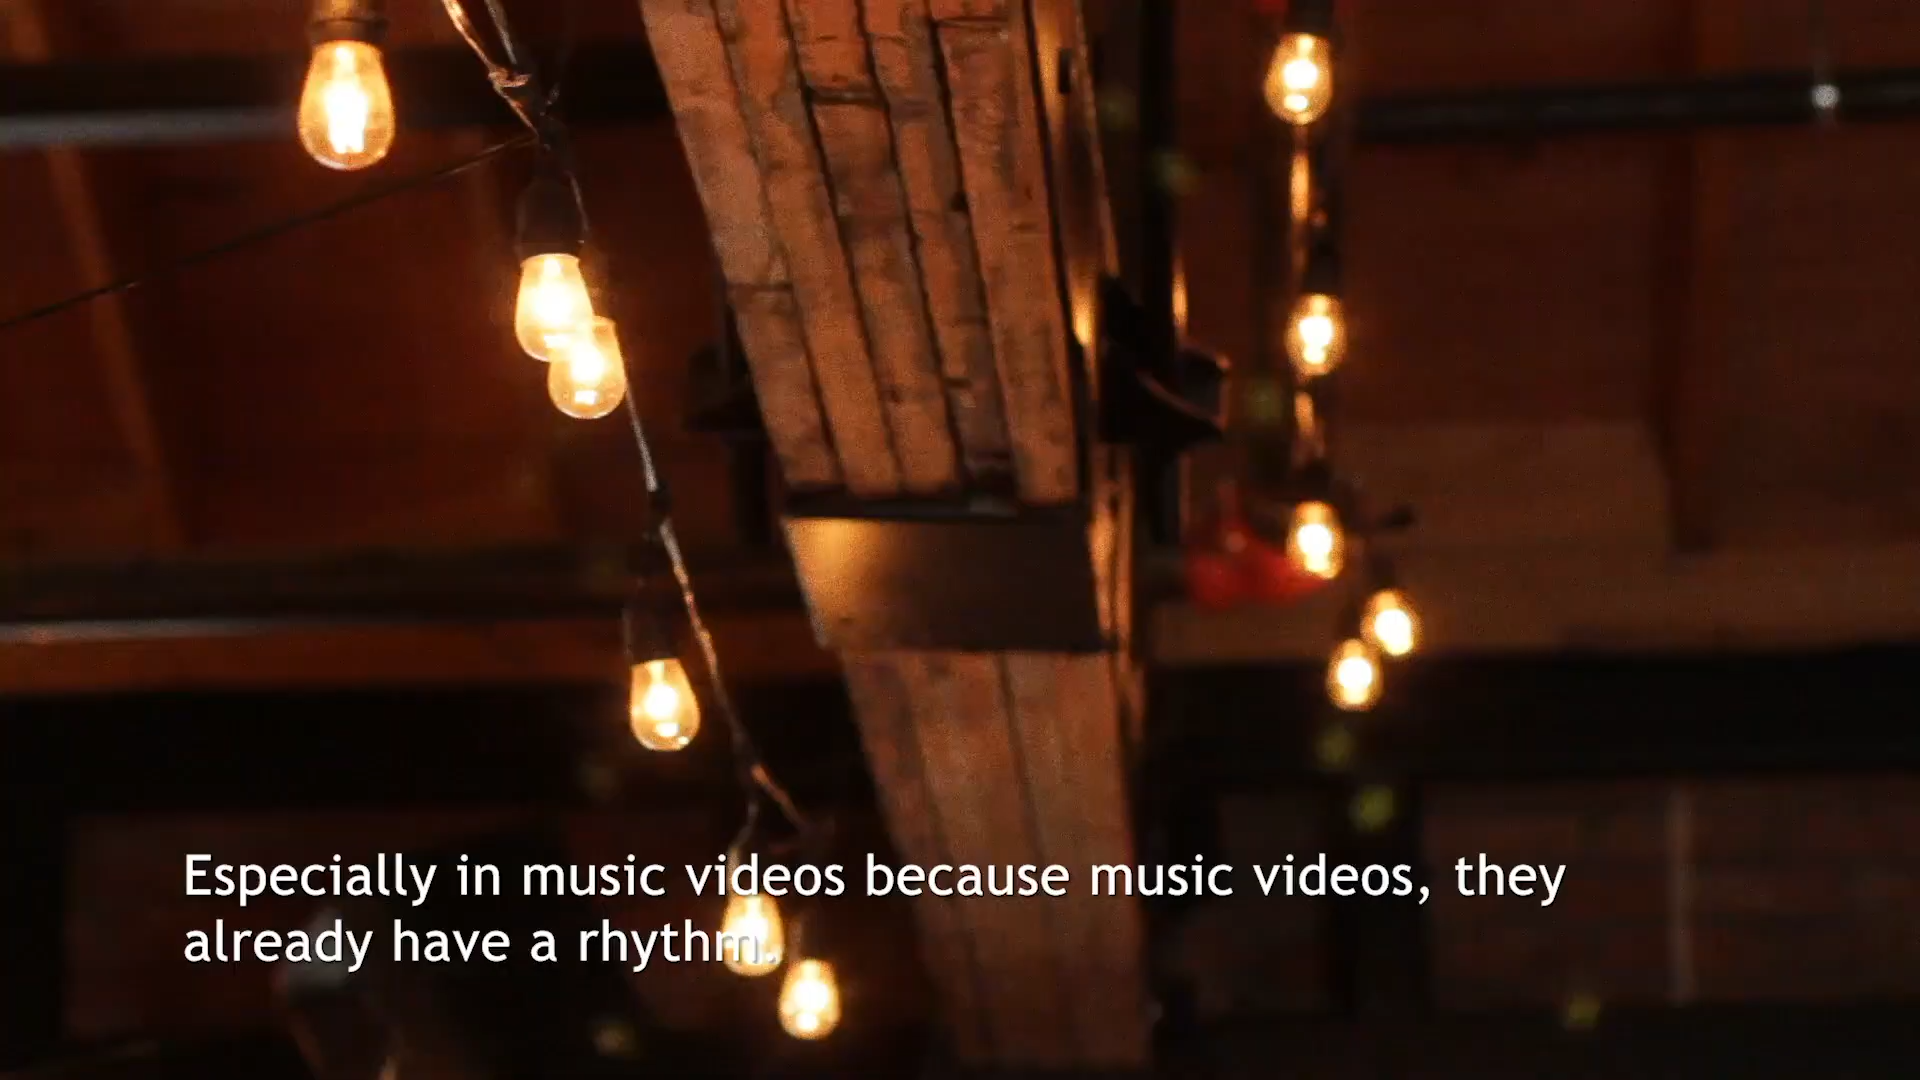 Especially in music videos because music videos, they
already have a rhythm.